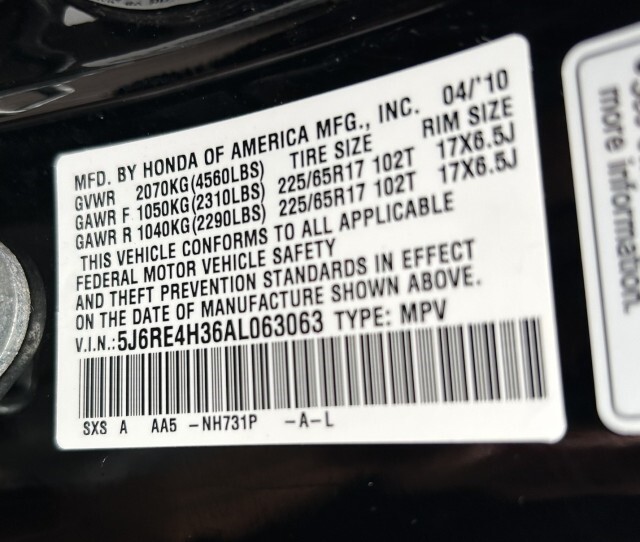 MFD. BY HONDA OF AMERICA MFG., INC. 04/'10
GVWR 2070KG(4560LBS) TIRE SIZE RIM SIZE
GAWR F 1050KG(2310LBS) 225/65R17 102T 17X6.5J
GAWR R 1040KG(2290LBS) 225/65R17 102T 17X6.5J
THIS VEHICLE CONFORMS TO ALL APPLICABLE
FEDERAL MOTOR VEHICLE SAFETY
AND THEFT PREVENTION STANDARDS IN EFFECT
ON THE DATE OF MANUFACTURE SHOWN ABOVE.
V.I.N.:5J6RE4H36AL063063 TYPE: MPV
SXS A AA5 -NH731P -A-L
more information.